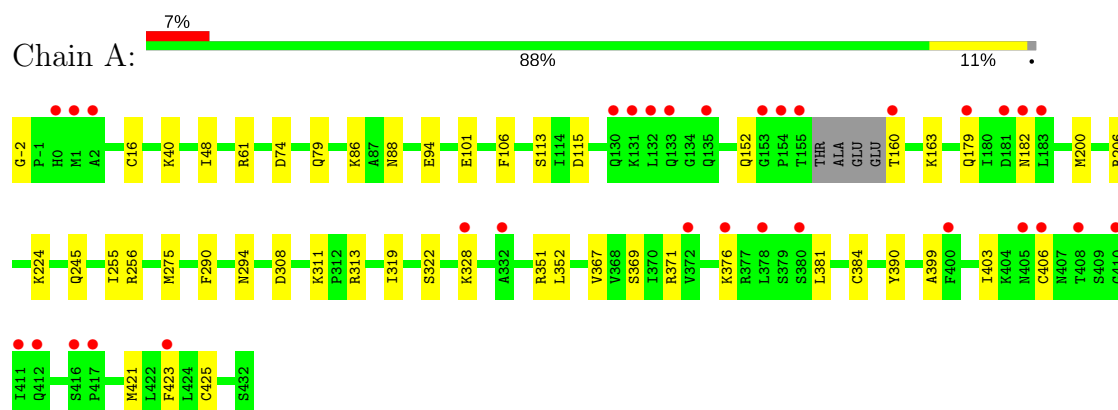 7%
Chain A:
88% 11% •
G-2 P-1 H0 M1 A2 C16 K40 I48 R61 D74 Q79 K86 A87 N88 E94 E101 F106 S113 I114 D115 Q130 K131 L132 Q133 G134 Q135 Q152 G153 P154 T155 THR ALA GLU GLU T160 K163 Q179 I180 D181 N182 L183 M200
K224 Q245 I255 R256 M275 F290 N294 D308 K311 P312 R313 I319 S322 K328 A332 R351 L352 V367 V368 S369 I370 R371 V372 K376 R377 L378 S379 S380 L381 C384 Y390 A399 F400 I403 K404 N405 C406 N407 T408 S409
I411 Q412 S416 P417 M421 L422 F423 L424 C425 S432